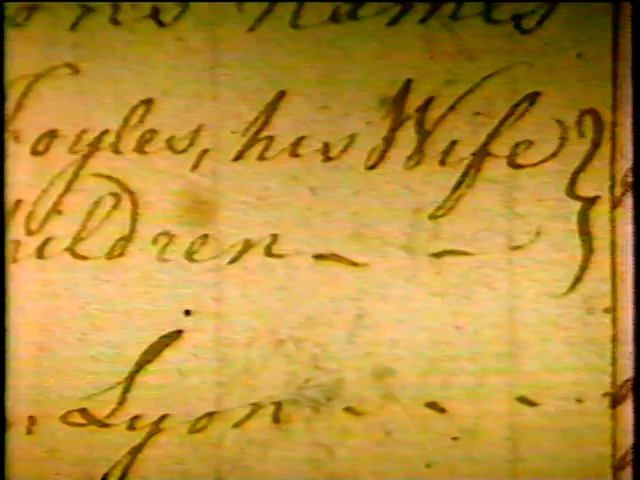 names
oyles, his Wife }
ildren - - -
Lyon - - -